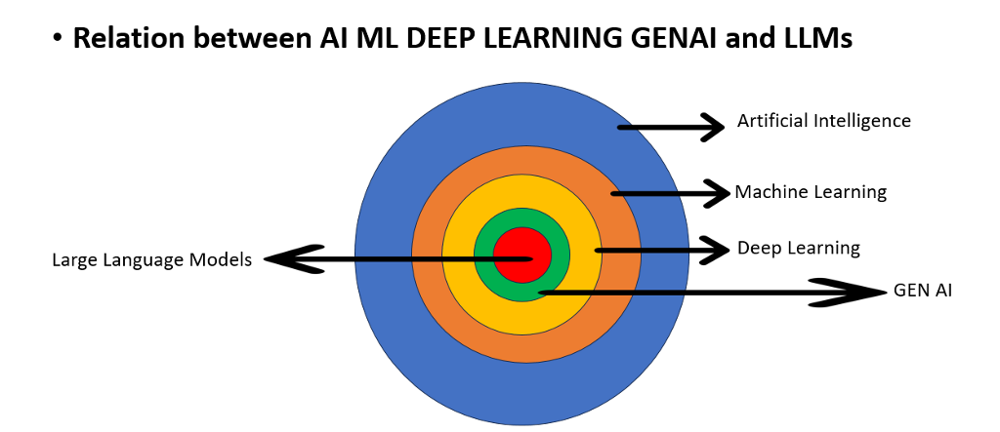 • Relation between AI ML DEEP LEARNING GENAI and LLMs
Artificial Intelligence
Machine Learning
Deep Learning
Large Language Models
GEN AI